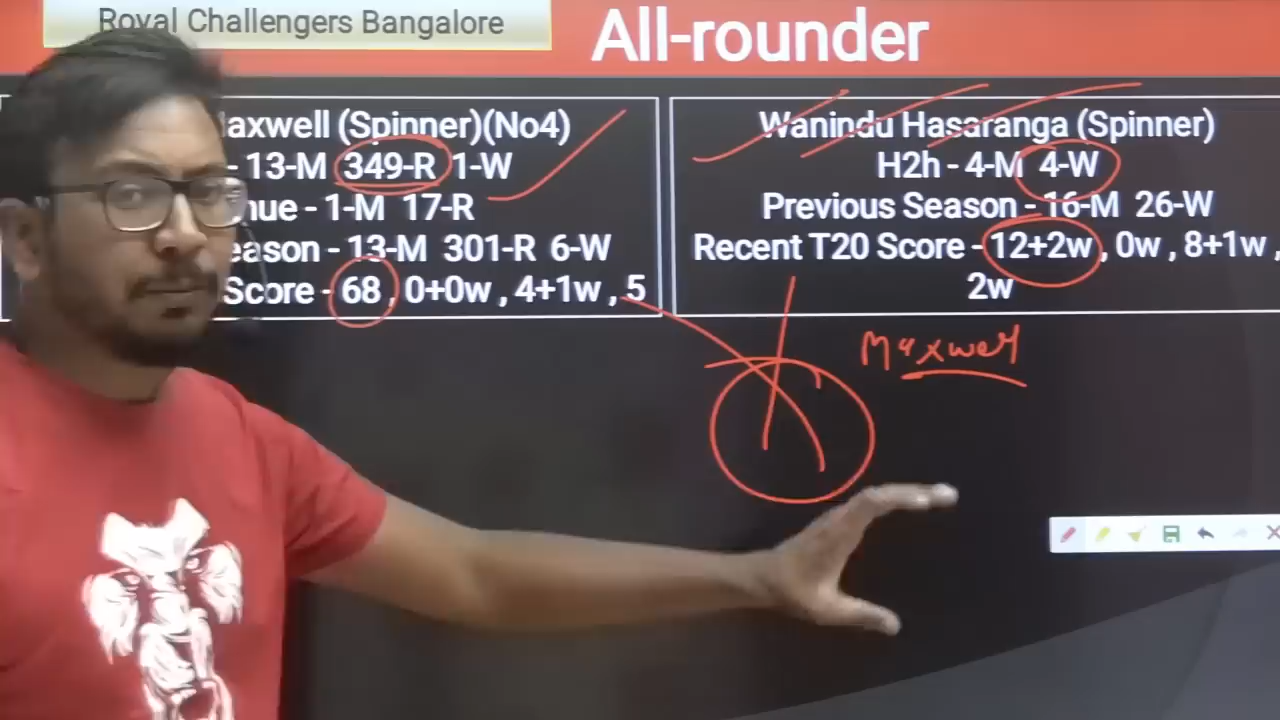 Royal Challengers Bangalore
All-rounder
axwell (Spinner)(No4)
- 13-M 349-R 1-W
nue - 1-M 17-R
eason - 13-M 301-R 6-W
Score - 68 , 0+0w , 4+1w , 5
Wanindu Hasaranga (Spinner)
H2h - 4-M 4-W
Previous Season - 16-M 26-W
Recent T20 Score - 12+2w , 0w , 8+1w ,
2w
Maxwell